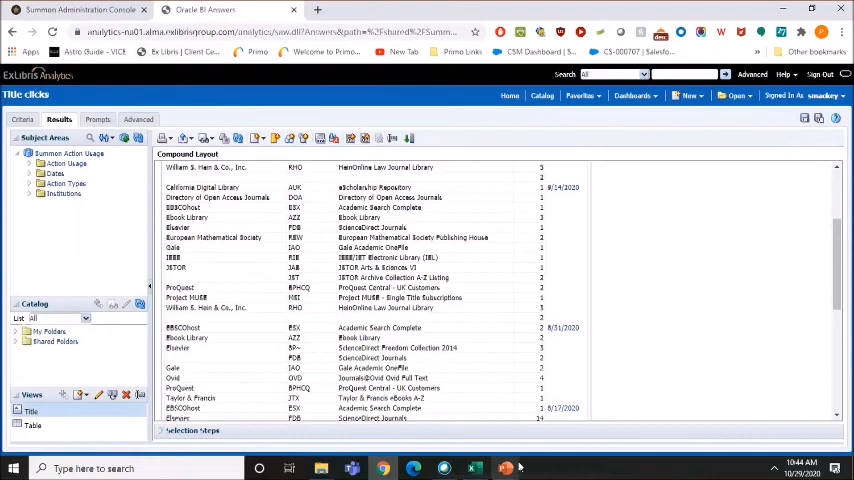 Summon Administration Console
Oracle BI Answers
analytics-na01.alma.exlibrisgroup.com/analytics/saw.dll?Answers&path=%2Fshared%2FSumm...
Apps Astro Guide - VICE Ex Libris | Client Ce... Primo Welcome to Primo... New Tab Primo Links CSM Dashboard | S... CS-000707 | Salesfo... Other bookmarks
ExLibris Analytics Search All Advanced Help Sign Out
Title clicks Home Catalog Favorites Dashboards New Open Signed In As smackey
Criteria Results Prompts Advanced
Subject Areas
Summon Action Usage
Action Usage
Dates
Action Types
Institutions
Catalog
List All
My Folders
Shared Folders
Views
Title
Table
Compound Layout
William S. Hein & Co., Inc. RHO HeinOnline Law Journal Library 5
2
California Digital Library AUK eScholarship Repository 1 9/14/2020
Directory of Open Access Journals DOA Directory of Open Access Journals 1
EBSCOhost ESX Academic Search Complete 1
Ebook Library AZZ Ebook Library 3
Elsevier FDB ScienceDirect Journals 1
European Mathematical Society REW European Mathematical Society Publishing House 2
Gale IAO Gale Academic OneFile 1
IEEE RIE IEEE/IET Electronic Library (IEL) 1
JSTOR JAB JSTOR Arts & Sciences VI 1
JST JSTOR Archive Collection A-Z Listing 2
ProQuest BPHCQ ProQuest Central - UK Customers 2
Project MUSE MSI Project MUSE - Single Title Subscriptions 1
William S. Hein & Co., Inc. RHO HeinOnline Law Journal Library 3
2
EBSCOhost ESX Academic Search Complete 2 8/31/2020
Ebook Library AZZ Ebook Library 2
Elsevier BP~ ScienceDirect Freedom Collection 2014 3
FDB ScienceDirect Journals 2
Gale IAO Gale Academic OneFile 2
Ovid OVD Journals@Ovid Ovid Full Text 4
ProQuest BPHCQ ProQuest Central - UK Customers 1
Taylor & Francis JTX Taylor & Francis eBooks A-Z 1
EBSCOhost ESX Academic Search Complete 1 8/17/2020
Elsevier FDB ScienceDirect Journals 14
Selection Steps
Type here to search
10:44 AM
10/29/2020